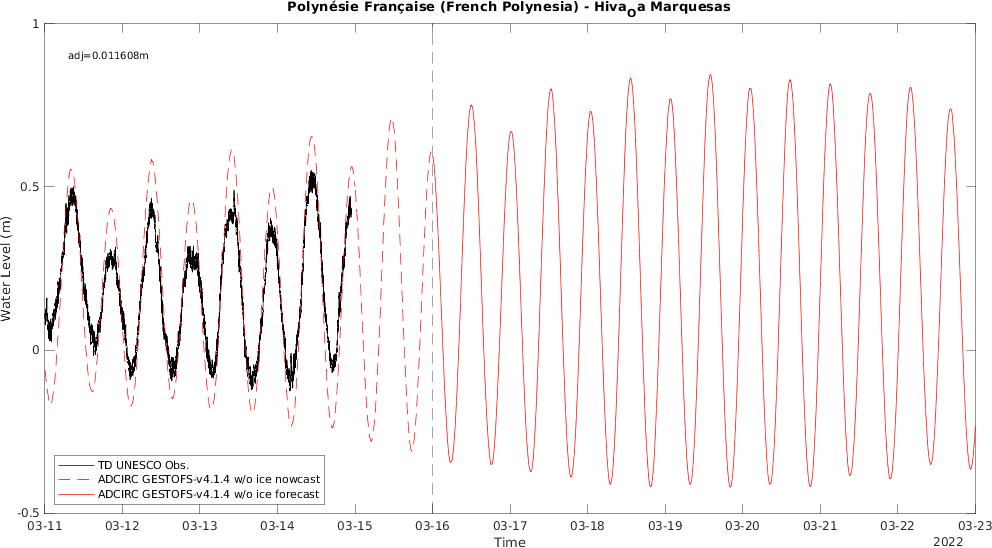 Polynésie Française (French Polynesia) - Hiva_Oa Marquesas
adj=0.011608m
1
0.5
0
-0.5
Water Level (m)
TD UNESCO Obs.
ADCIRC GESTOFS-v4.1.4 w/o ice nowcast
ADCIRC GESTOFS-v4.1.4 w/o ice forecast
03-11 03-12 03-13 03-14 03-15 03-16 03-17 03-18 03-19 03-20 03-21 03-22 03-23
Time
2022